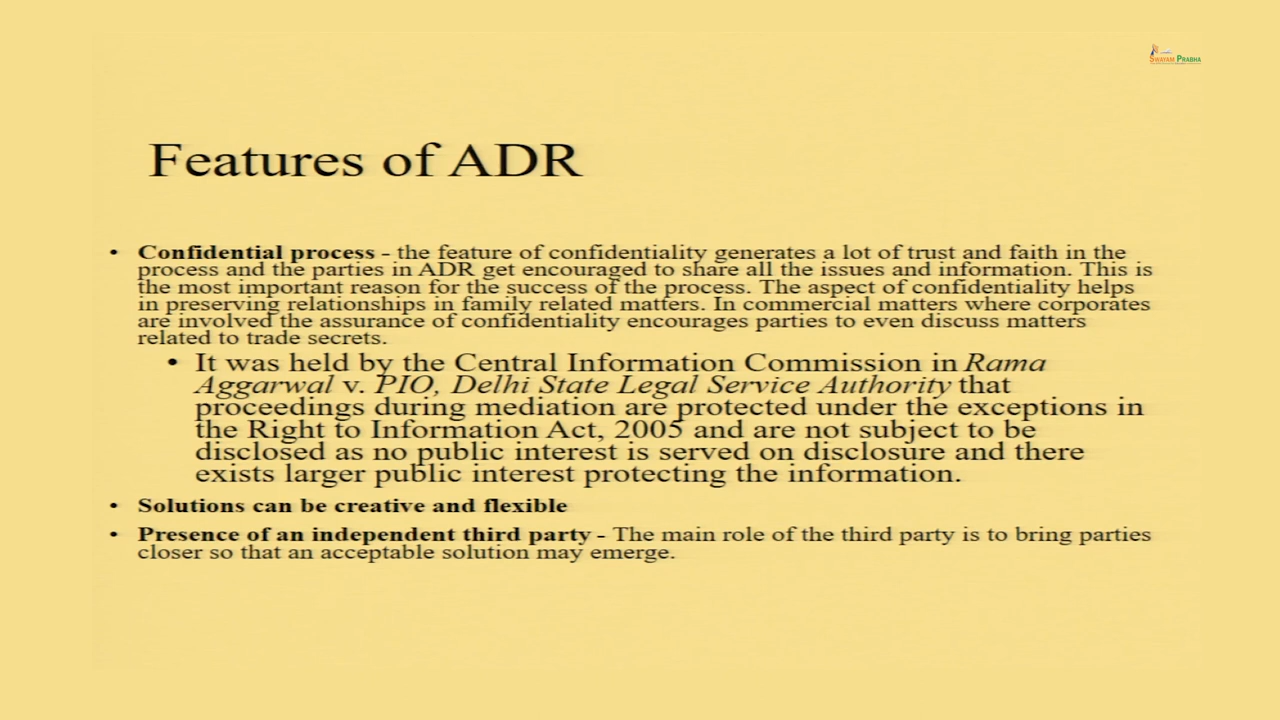 SWAYAM PRABHA
Features of ADR
• Confidential process - the feature of confidentiality generates a lot of trust and faith in the
process and the parties in ADR get encouraged to share all the issues and information. This is
the most important reason for the success of the process. The aspect of confidentiality helps
in preserving relationships in family related matters. In commercial matters where corporates
are involved the assurance of confidentiality encourages parties to even discuss matters
related to trade secrets.
• It was held by the Central Information Commission in Rama
Aggarwal v. PIO, Delhi State Legal Service Authority that
proceedings during mediation are protected under the exceptions in
the Right to Information Act, 2005 and are not subject to be
disclosed as no public interest is served on disclosure and there
exists larger public interest protecting the information.
• Solutions can be creative and flexible
• Presence of an independent third party - The main role of the third party is to bring parties
closer so that an acceptable solution may emerge.